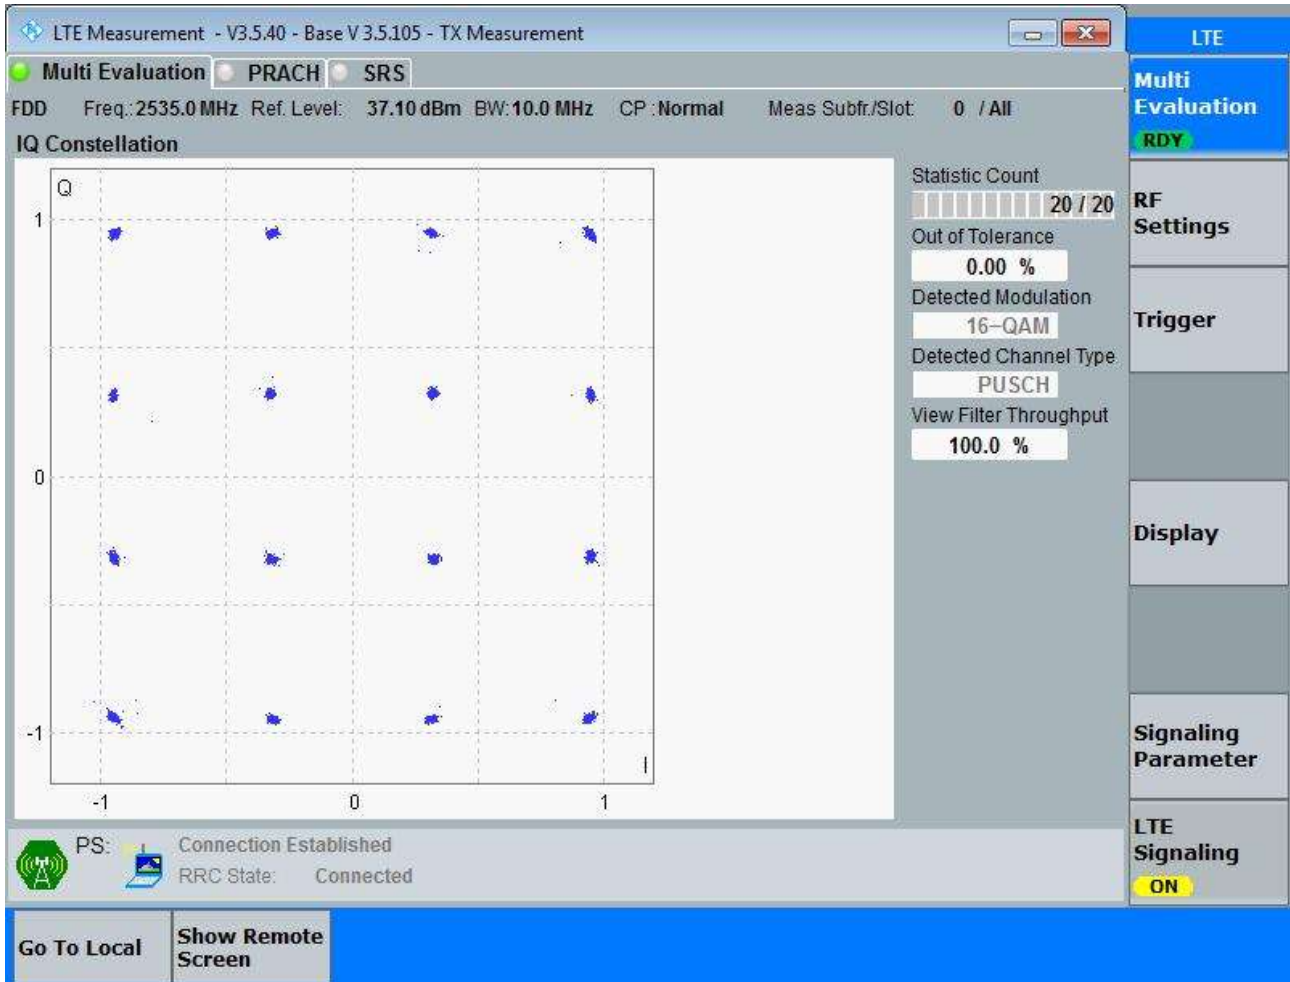 LTE Measurement - V3.5.40 - Base V 3.5.105 - TX Measurement
Multi Evaluation PRACH SRS
FDD Freq.: 2535.0 MHz Ref. Level: 37.10 dBm BW: 10.0 MHz CP : Normal Meas Subfr./Slot: 0 / All
IQ Constellation
Q
1
0
-1
I
-1 0 1
Statistic Count
20 / 20
Out of Tolerance
0.00 %
Detected Modulation
16-QAM
Detected Channel Type
PUSCH
View Filter Throughput
100.0 %
PS: Connection Established
RRC State: Connected
LTE
Multi
Evaluation
RDY
RF
Settings
Trigger
Display
Signaling
Parameter
LTE
Signaling
ON
Go To Local
Show Remote
Screen